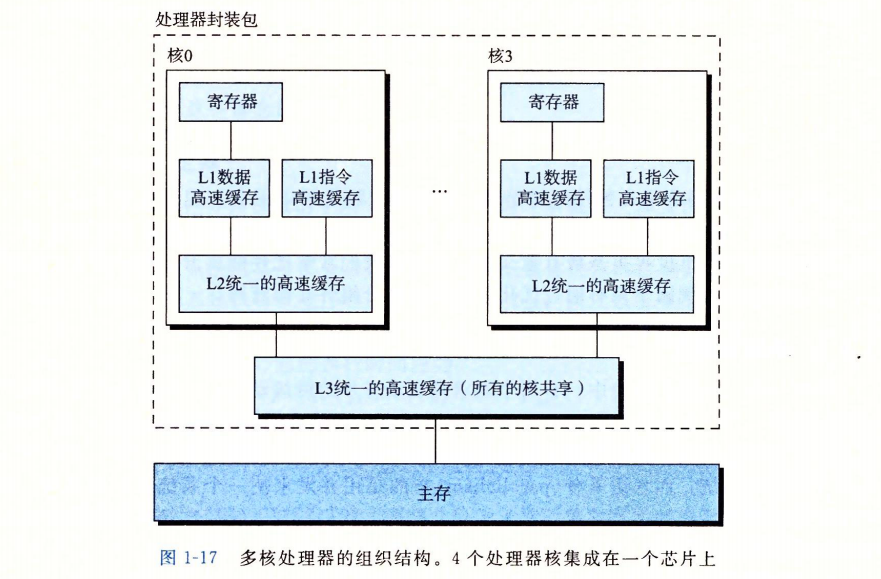 处理器封装包
核0
核3
寄存器
寄存器
L1数据
高速缓存
L1指令
高速缓存
...
L1数据
高速缓存
L1指令
高速缓存
L2统一的高速缓存
L2统一的高速缓存
L3统一的高速缓存（所有的核共享）
主存
图 1-17 多核处理器的组织结构。4 个处理器核集成在一个芯片上